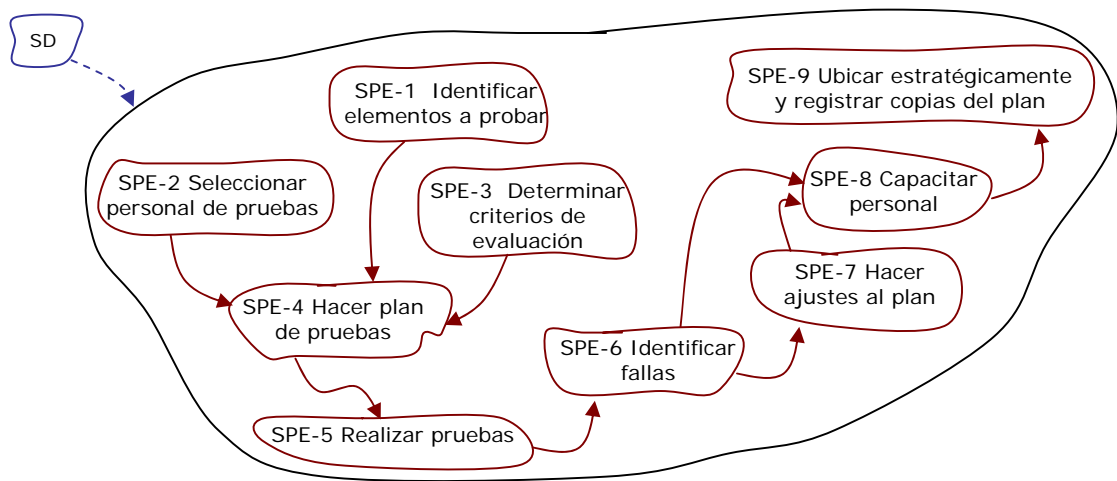 SD
SPE-1 Identificar
elementos a probar
SPE-2 Seleccionar
personal de pruebas
SPE-3 Determinar
criterios de
evaluación
SPE-4 Hacer plan
de pruebas
SPE-5 Realizar pruebas
SPE-6 Identificar
fallas
SPE-7 Hacer
ajustes al plan
SPE-8 Capacitar
personal
SPE-9 Ubicar estratégicamente
y registrar copias del plan